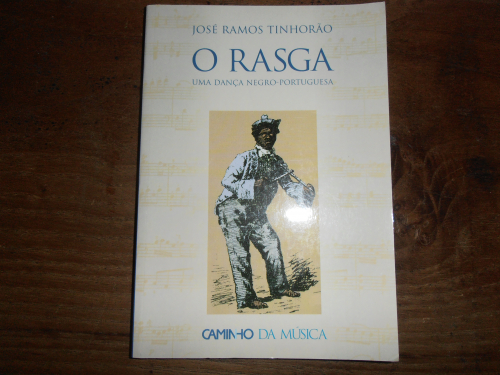 JOSÉ RAMOS TINHORÃO
O RASGA
UMA DANÇA NEGRO-PORTUGUESA
CAMINHO DA MÚSICA